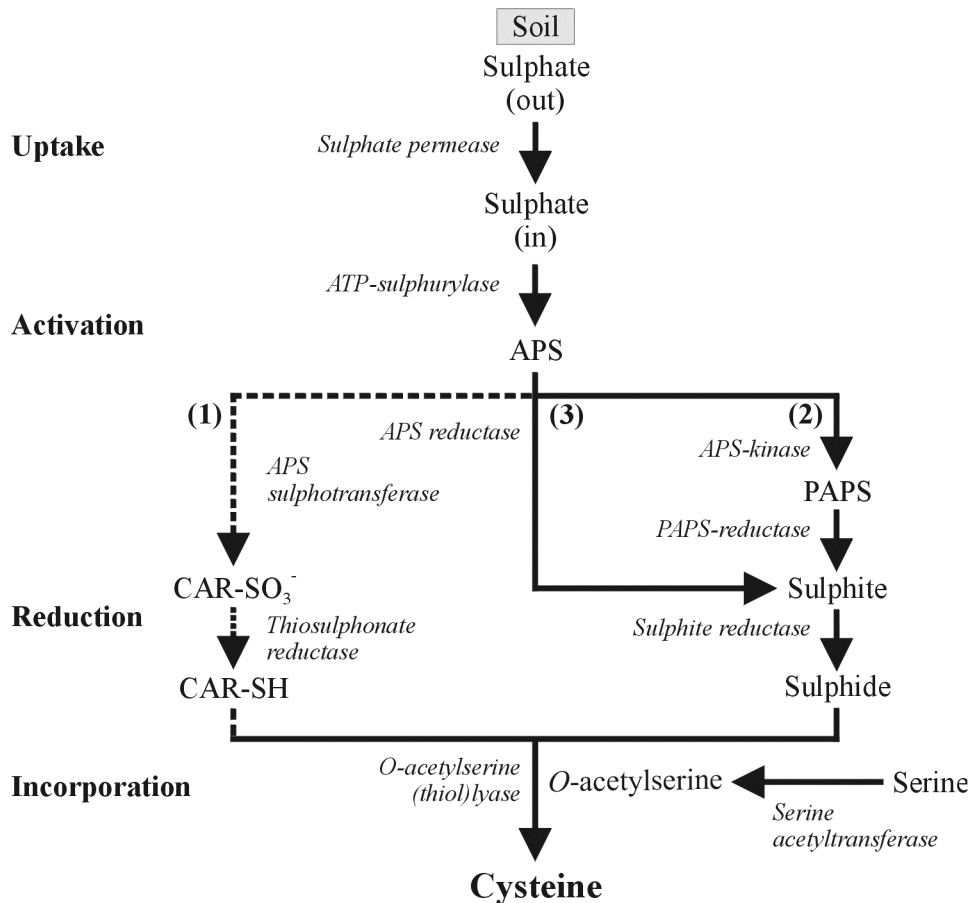 Soil
Sulphate
(out)
Uptake
Sulphate permease
Sulphate
(in)
ATP-sulphurylase
Activation
APS
(1)
APS reductase
(3)
(2)
APS-kinase
APS
sulphotransferase
PAPS
PAPS-reductase
CAR-SO3-
Sulphite
Reduction
Thiosulphonate
reductase
Sulphite reductase
CAR-SH
Sulphide
Incorporation
O-acetylserine
(thiol)lyase
O-acetylserine
Serine
Serine
acetyltransferase
Cysteine